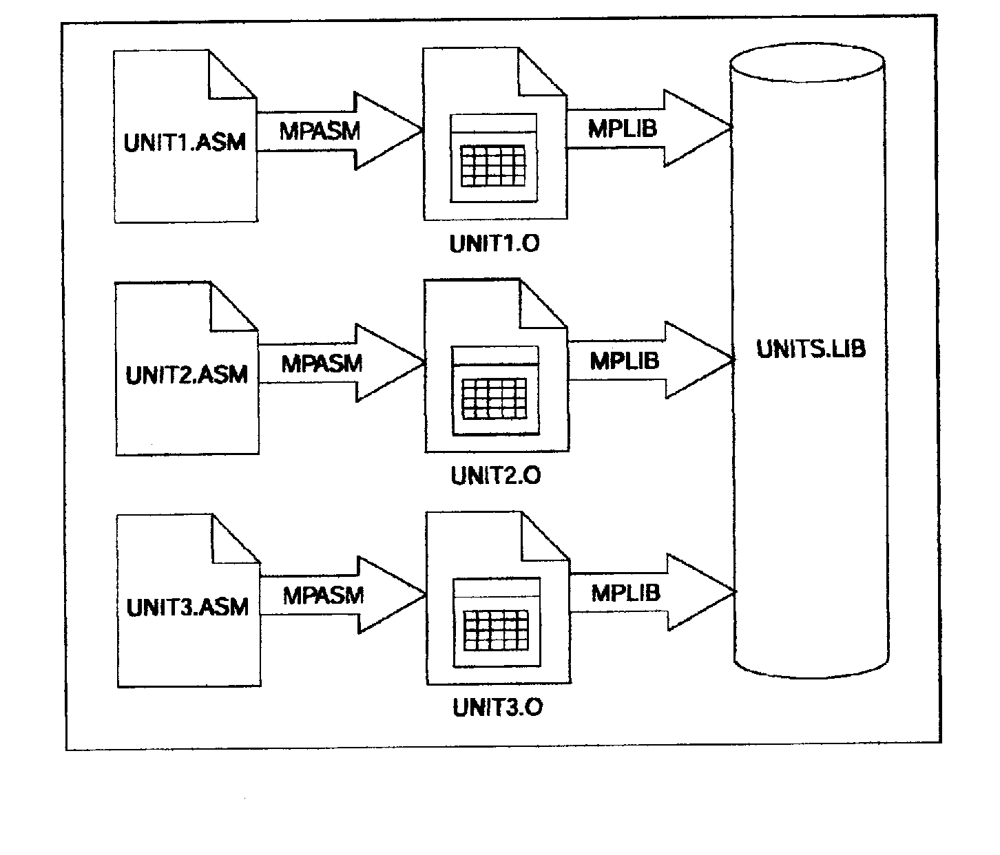 UNIT1.ASM
MPASM
MPLIB
UNIT1.O
UNIT2.ASM
MPASM
MPLIB
UNITS.LIB
UNIT2.O
UNIT3.ASM
MPASM
MPLIB
UNIT3.O